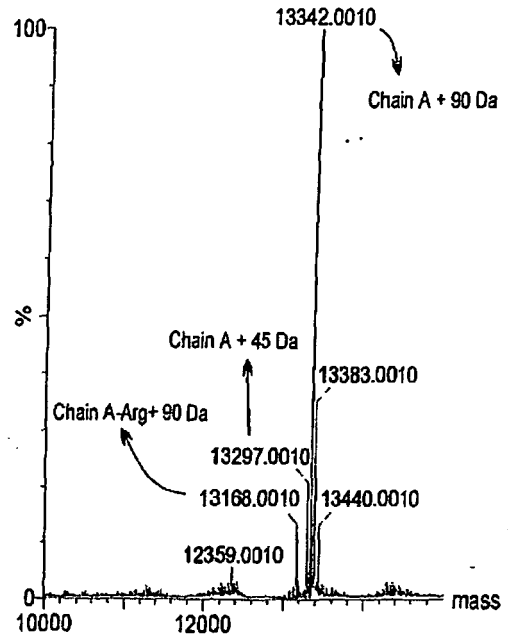 13342.0010
100
Chain A + 90 Da
%
Chain A + 45 Da
13383.0010
Chain A-Arg+ 90 Da
13297.0010
13168.0010
13440.0010
12359.0010
0
mass
10000
12000